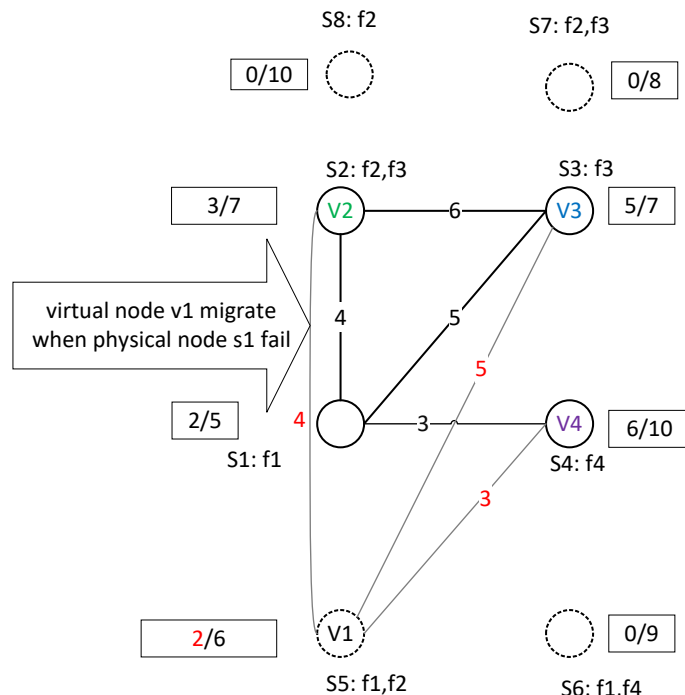 S8: f2
S7: f2,f3
0/10
0/8
S2: f2,f3
S3: f3
3/7
V2
6
V3
5/7
virtual node v1 migrate
when physical node s1 fail
4
5
5
2/5
4
3
V4
6/10
S1: f1
S4: f4
3
2/6
V1
0/9
S5: f1,f2
S6: f1,f4